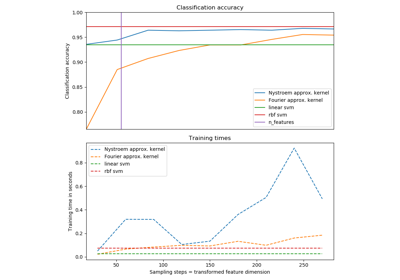 Classification accuracy
1.00
0.95
0.90
0.85
0.80
Classification accuracy
Nystroem approx. kernel
Fourier approx. kernel
linear svm
rbf svm
n_features
Training times
0.8
0.6
0.4
0.2
0.0
Training time in seconds
Nystroem approx. kernel
Fourier approx. kernel
linear svm
rbf svm
50 100 150 200 250
Sampling steps = transformed feature dimension